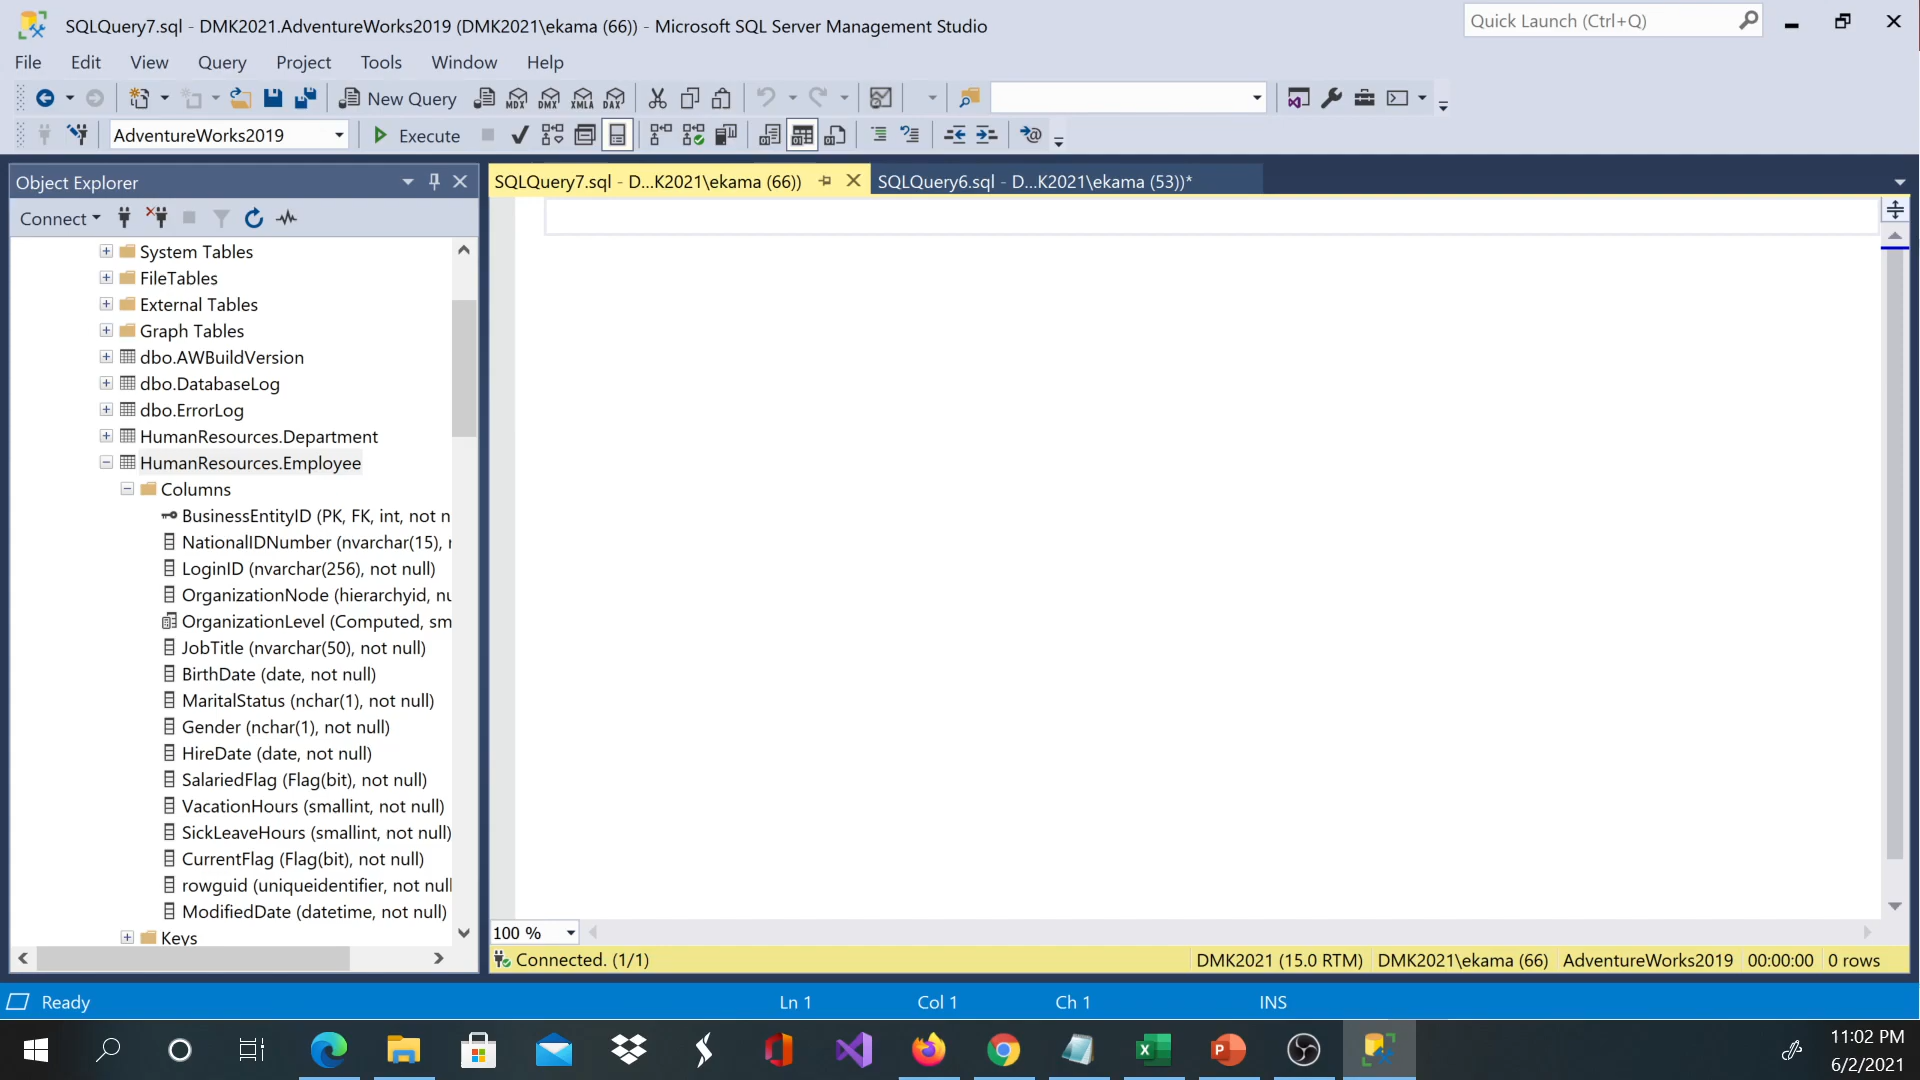 SQLQuery7.sql - DMK2021.AdventureWorks2019 (DMK2021\ekama (66)) - Microsoft SQL Server Management Studio
Quick Launch (Ctrl+Q)
File Edit View Query Project Tools Window Help
New Query MDX DMX XMLA DAX
AdventureWorks2019 Execute
Object Explorer
SQLQuery7.sql - D...K2021\ekama (66)) SQLQuery6.sql - D...K2021\ekama (53))*
Connect
System Tables
FileTables
External Tables
Graph Tables
dbo.AWBuildVersion
dbo.DatabaseLog
dbo.ErrorLog
HumanResources.Department
HumanResources.Employee
Columns
BusinessEntityID (PK, FK, int, not n
NationalIDNumber (nvarchar(15), r
LoginID (nvarchar(256), not null)
OrganizationNode (hierarchyid, nu
OrganizationLevel (Computed, sm
JobTitle (nvarchar(50), not null)
BirthDate (date, not null)
MaritalStatus (nchar(1), not null)
Gender (nchar(1), not null)
HireDate (date, not null)
SalariedFlag (Flag(bit), not null)
VacationHours (smallint, not null)
SickLeaveHours (smallint, not null)
CurrentFlag (Flag(bit), not null)
rowguid (uniqueidentifier, not null
ModifiedDate (datetime, not null)
Keys
100 %
Connected. (1/1) DMK2021 (15.0 RTM) DMK2021\ekama (66) AdventureWorks2019 00:00:00 0 rows
Ready Ln 1 Col 1 Ch 1 INS
11:02 PM
6/2/2021